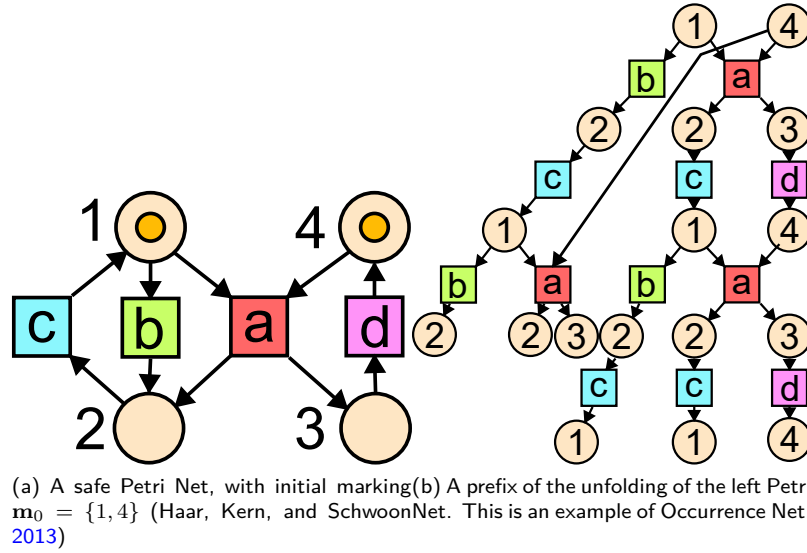 1 4
c b a d
2 3
1 4
b a
2 2 3
c c d
1 1 4
b a b a
2 2 3 2 2 3
c c d
1 1 4
(a) A safe Petri Net, with initial marking(b) A prefix of the unfolding of the left Petr
m₀ = {1, 4} (Haar, Kern, and SchwoonNet. This is an example of Occurrence Net
2013)